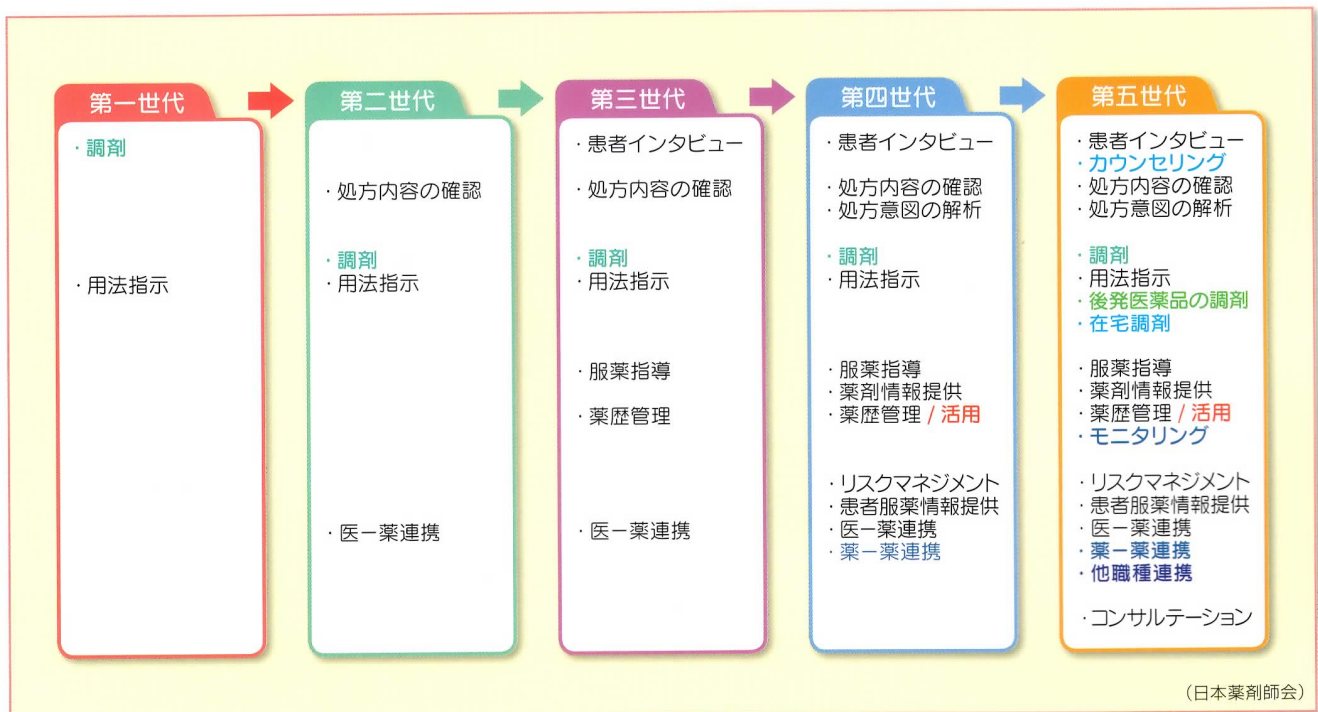 第一世代
・調剤
・用法指示
第二世代
・処方内容の確認
・調剤
・用法指示
・医ー薬連携
第三世代
・患者インタビュー
・処方内容の確認
・調剤
・用法指示
・服薬指導
・薬歴管理
・医ー薬連携
第四世代
・患者インタビュー
・処方内容の確認
・処方意図の解析
・調剤
・用法指示
・服薬指導
・薬剤情報提供
・薬歴管理 / 活用
・リスクマネジメント
・患者服薬情報提供
・医ー薬連携
・薬ー薬連携
第五世代
・患者インタビュー
・カウンセリング
・処方内容の確認
・処方意図の解析
・調剤
・用法指示
・後発医薬品の調剤
・在宅調剤
・服薬指導
・薬剤情報提供
・薬歴管理 / 活用
・モニタリング
・リスクマネジメント
・患者服薬情報提供
・医ー薬連携
・薬ー薬連携
・他職種連携
・コンサルテーション
（日本薬剤師会）